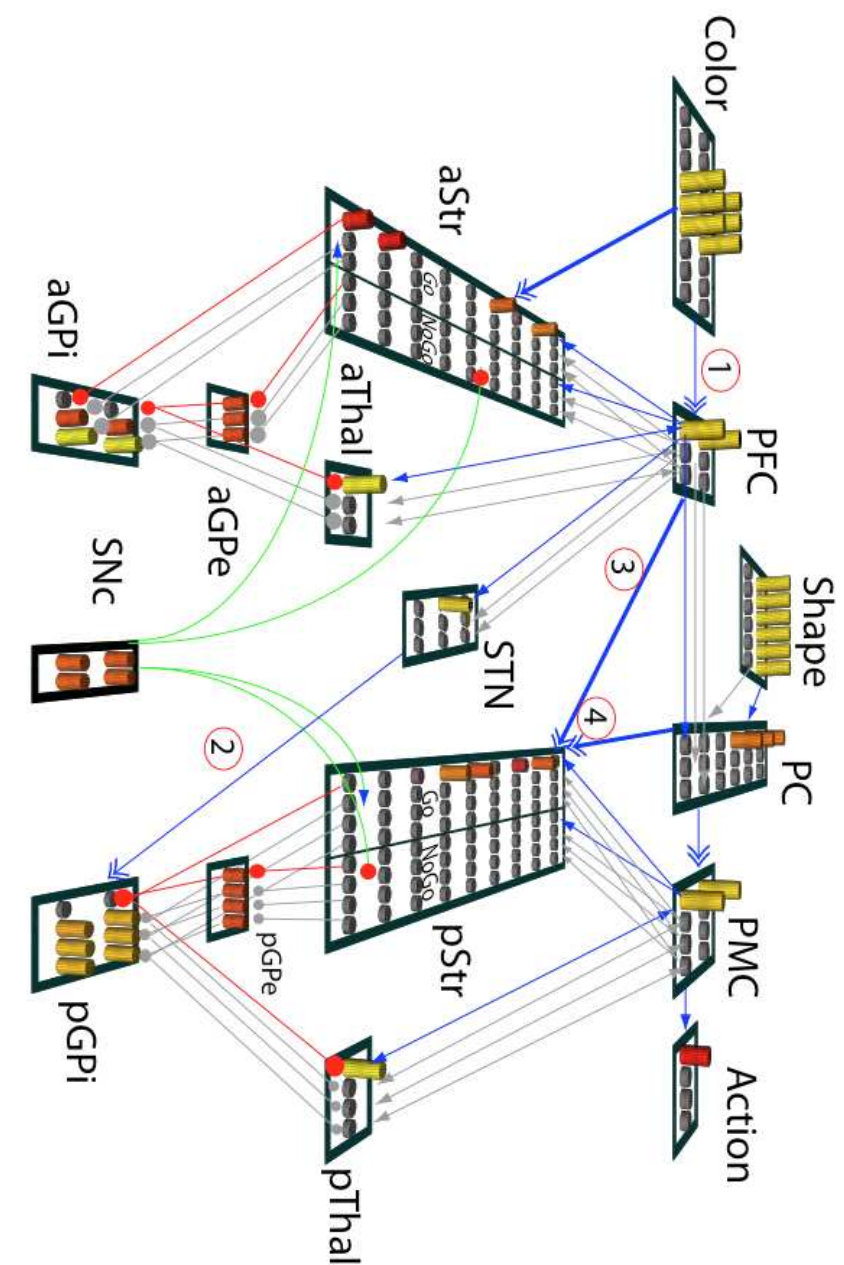 Color
PFC
Shape
PC
PMC
Action
1
3
4
aStr
Go
NoGo
aThal
STN
Go
NoGo
pStr
pThal
aGPi
aGPe
SNc
2
pGPe
pGPi